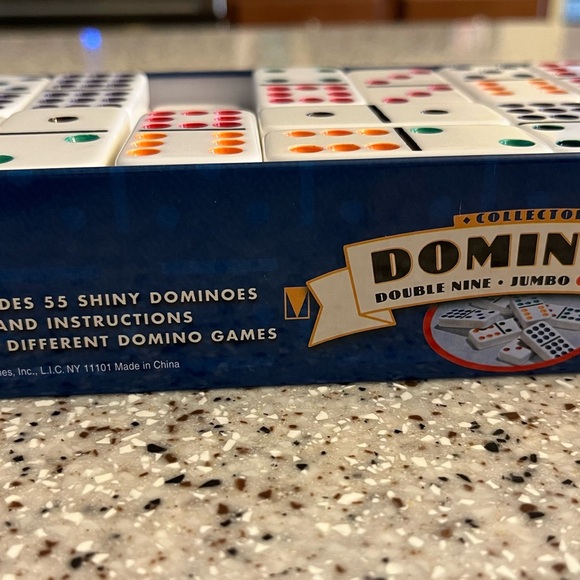 COLLECTOR
DOMIN
DOUBLE NINE • JUMBO
DES 55 SHINY DOMINOES
AND INSTRUCTIONS
DIFFERENT DOMINO GAMES
es, Inc., L.I.C. NY 11101 Made in China